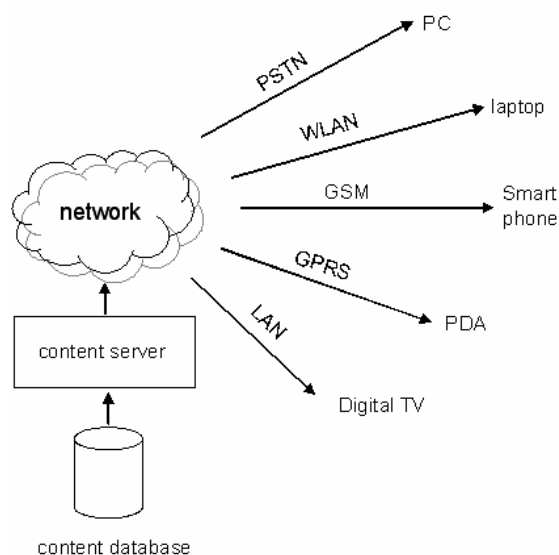 PC
PSTN
laptop
WLAN
GSM
Smart
phone
network
GPRS
PDA
LAN
content server
Digital TV
content database